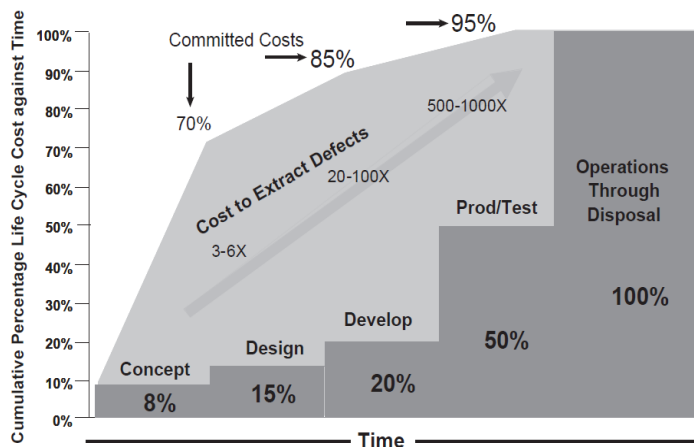 Cumulative Percentage Life Cycle Cost against Time
100%
90%
80%
70%
60%
50%
40%
30%
20%
10%
0%
Committed Costs
70%
85%
95%
Cost to Extract Defects
3-6X
20-100X
500-1000X
Concept
8%
Design
15%
Develop
20%
Prod/Test
50%
Operations
Through
Disposal
100%
Time